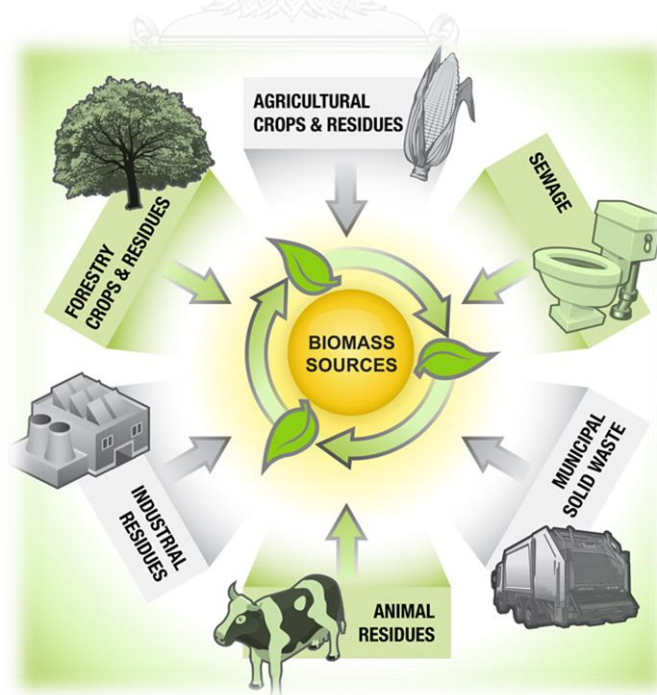 AGRICULTURAL
CROPS & RESIDUES
SEWAGE
FORESTRY
CROPS & RESIDUES
BIOMASS
SOURCES
MUNICIPAL
SOLID WASTE
INDUSTRIAL
RESIDUES
ANIMAL
RESIDUES